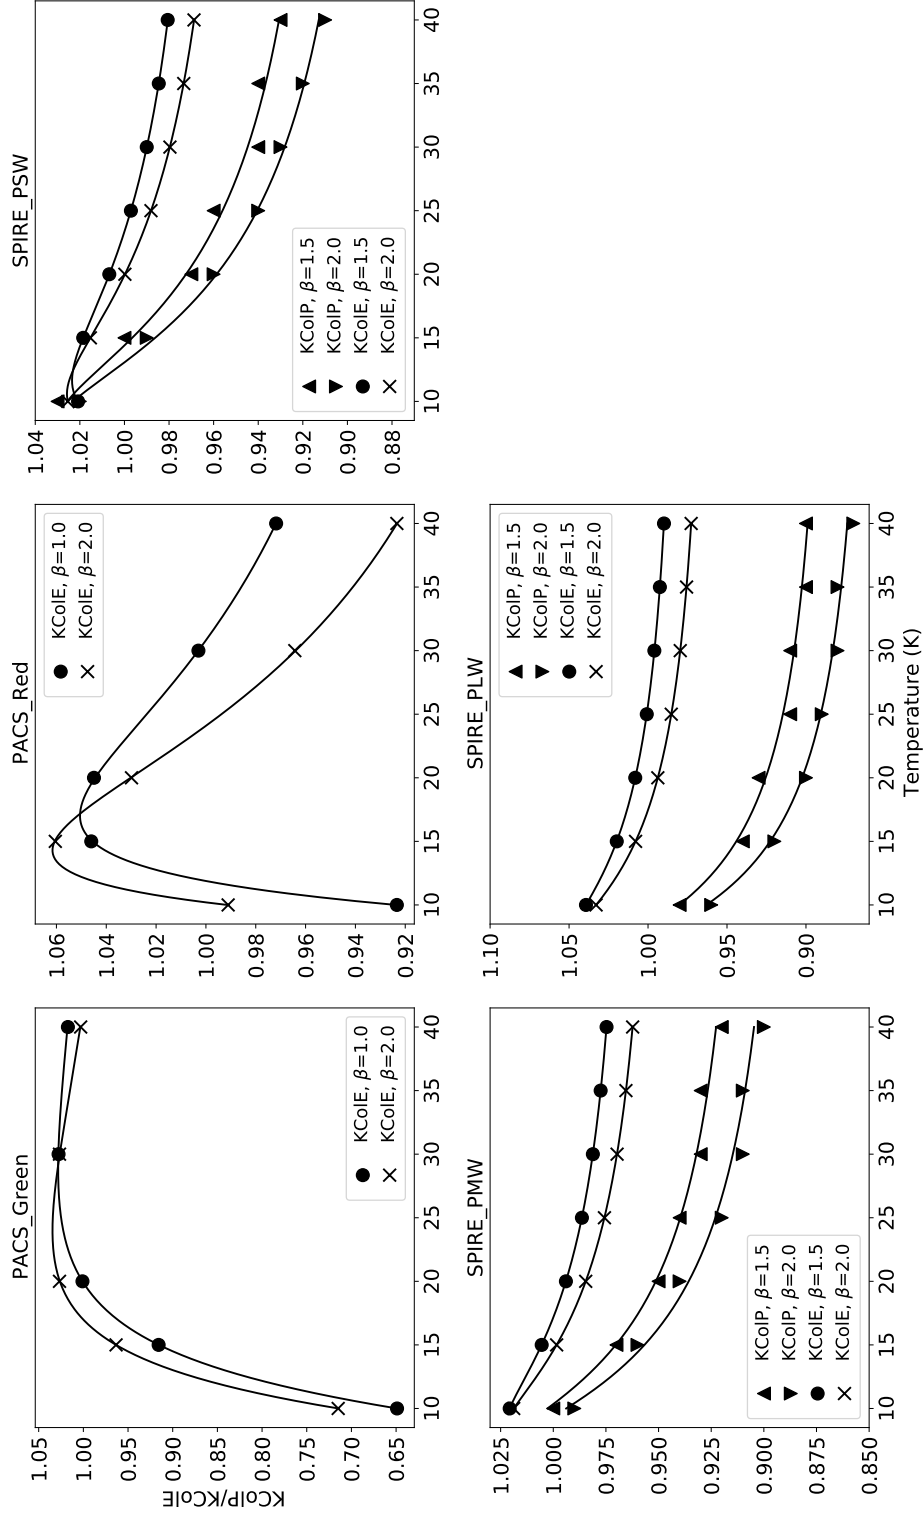 PACS_Green
KColP/KColE
1.05
1.00
0.95
0.90
0.85
0.80
0.75
0.70
0.65
10 15 20 25 30 35 40
KColE, β=1.0
KColE, β=2.0
PACS_Red
1.06
1.04
1.02
1.00
0.98
0.96
0.94
0.92
10 15 20 25 30 35 40
KColE, β=1.0
KColE, β=2.0
SPIRE_PSW
1.04
1.02
1.00
0.98
0.96
0.94
0.92
0.90
0.88
10 15 20 25 30 35 40
KColP, β=1.5
KColP, β=2.0
KColE, β=1.5
KColE, β=2.0
SPIRE_PMW
1.025
1.000
0.975
0.950
0.925
0.900
0.850
10 15 20 25 30 35 40
KColP, β=1.5
KColP, β=2.0
KColE, β=1.5
KColE, β=2.0
SPIRE_PLW
1.10
1.05
1.00
0.95
0.90
10 15 20 25 30 35 40
KColP, β=1.5
KColP, β=2.0
KColE, β=1.5
KColE, β=2.0
Temperature (K)